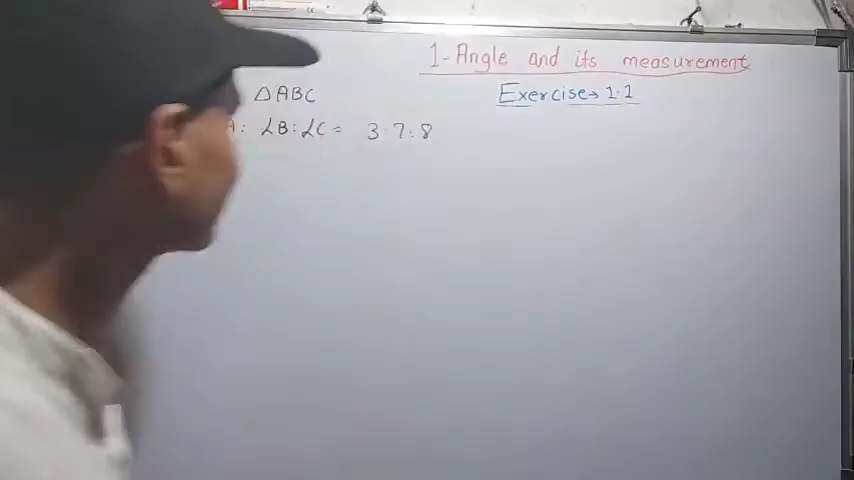 1-Angle and its measurement
△ABC
Exercise→ 1.1
A: ∠B:∠C= 3:7:8